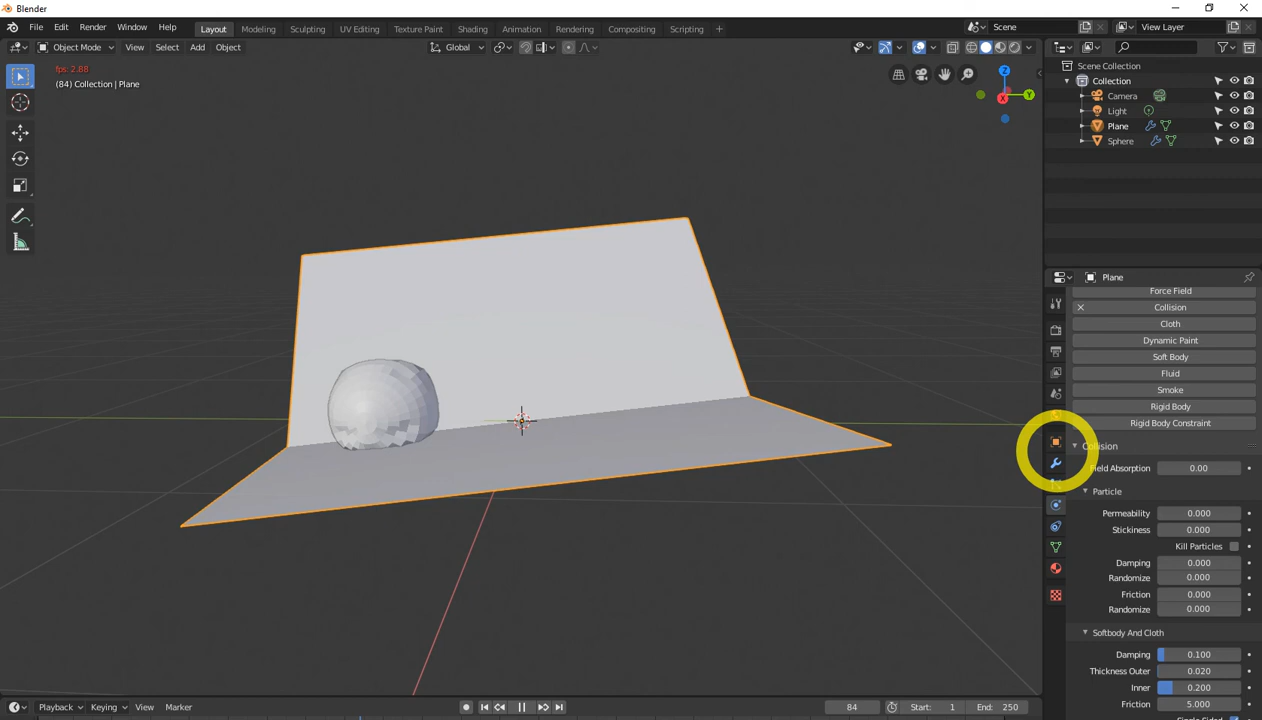 Blender
File Edit Render Window Help Layout Modeling Sculpting UV Editing Texture Paint Shading Animation Rendering Compositing Scripting + Scene View Layer
Object Mode View Select Add Object Global
fps: 2.88
(84) Collection | Plane
Z
Y
X
Scene Collection
Collection
Camera
Light
Plane
Sphere
Plane
Force Field
Collision
Cloth
Dynamic Paint
Soft Body
Fluid
Smoke
Rigid Body
Rigid Body Constraint
Collision
Field Absorption 0.00
Particle
Permeability 0.000
Stickiness 0.000
Kill Particles
Damping 0.000
Randomize 0.000
Friction 0.000
Randomize 0.000
Softbody And Cloth
Damping 0.100
Thickness Outer 0.020
Inner 0.200
Friction 5.000
Playback Keying View Marker 84 Start: 1 End: 250